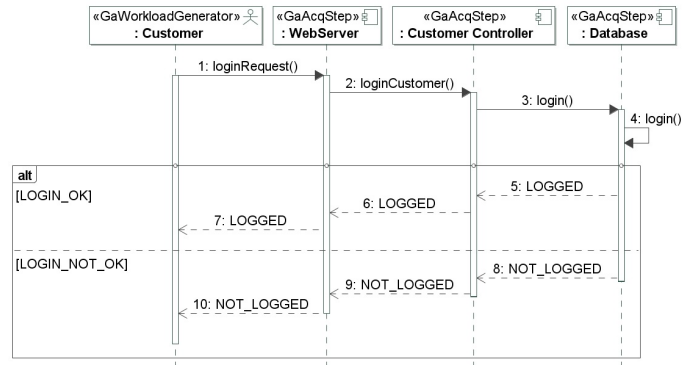 «GaWorkloadGenerator»
: Customer
«GaAcqStep»
: WebServer
«GaAcqStep»
: Customer Controller
«GaAcqStep»
: Database
1: loginRequest()
2: loginCustomer()
3: login()
4: login()
alt
[LOGIN_OK]
5: LOGGED
6: LOGGED
7: LOGGED
[LOGIN_NOT_OK]
8: NOT_LOGGED
9: NOT_LOGGED
10: NOT_LOGGED